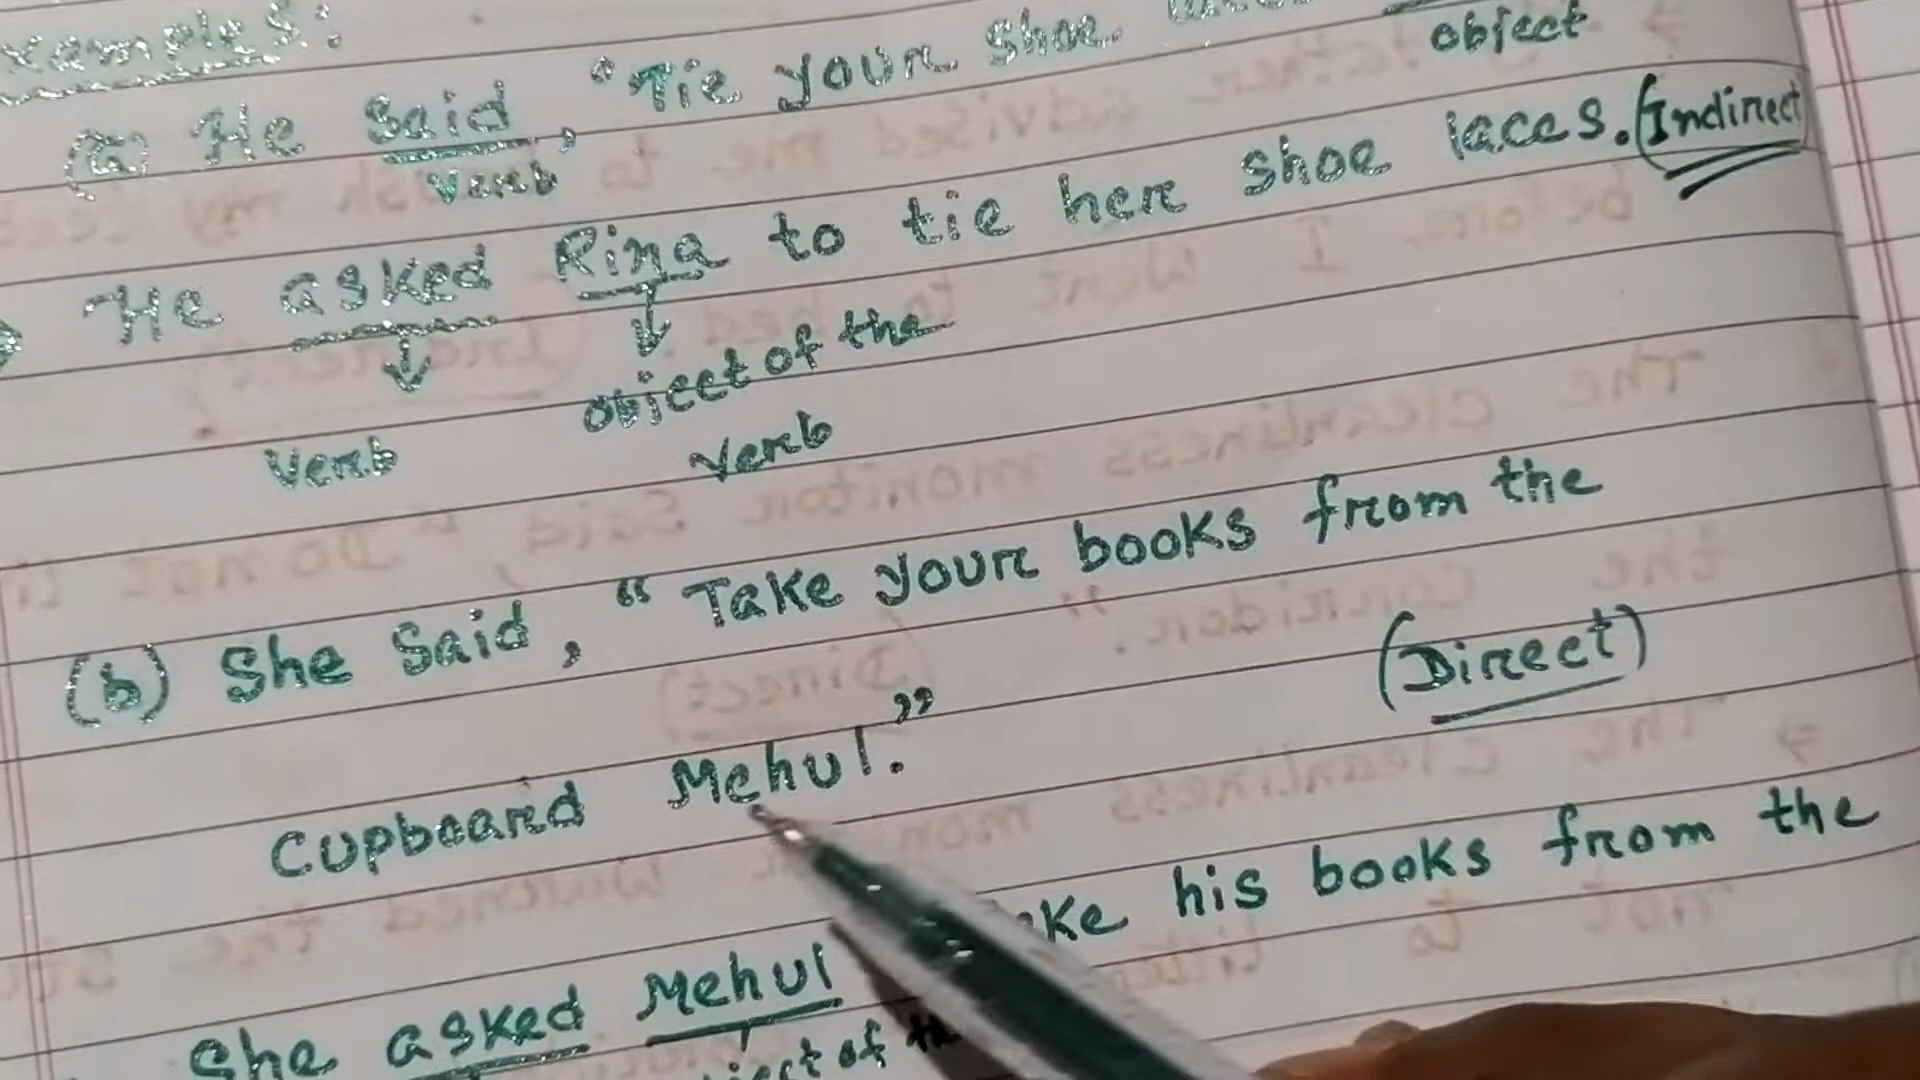 xamples:
(a) He said, "Tie your shoe
verb
object
He asked Rina to tie her shoe laces. (Indirect)
verb
object of the
verb
(b) She said, "Take your books from the
cupboard Mehul."
(Direct)
She asked Mehul his books from the